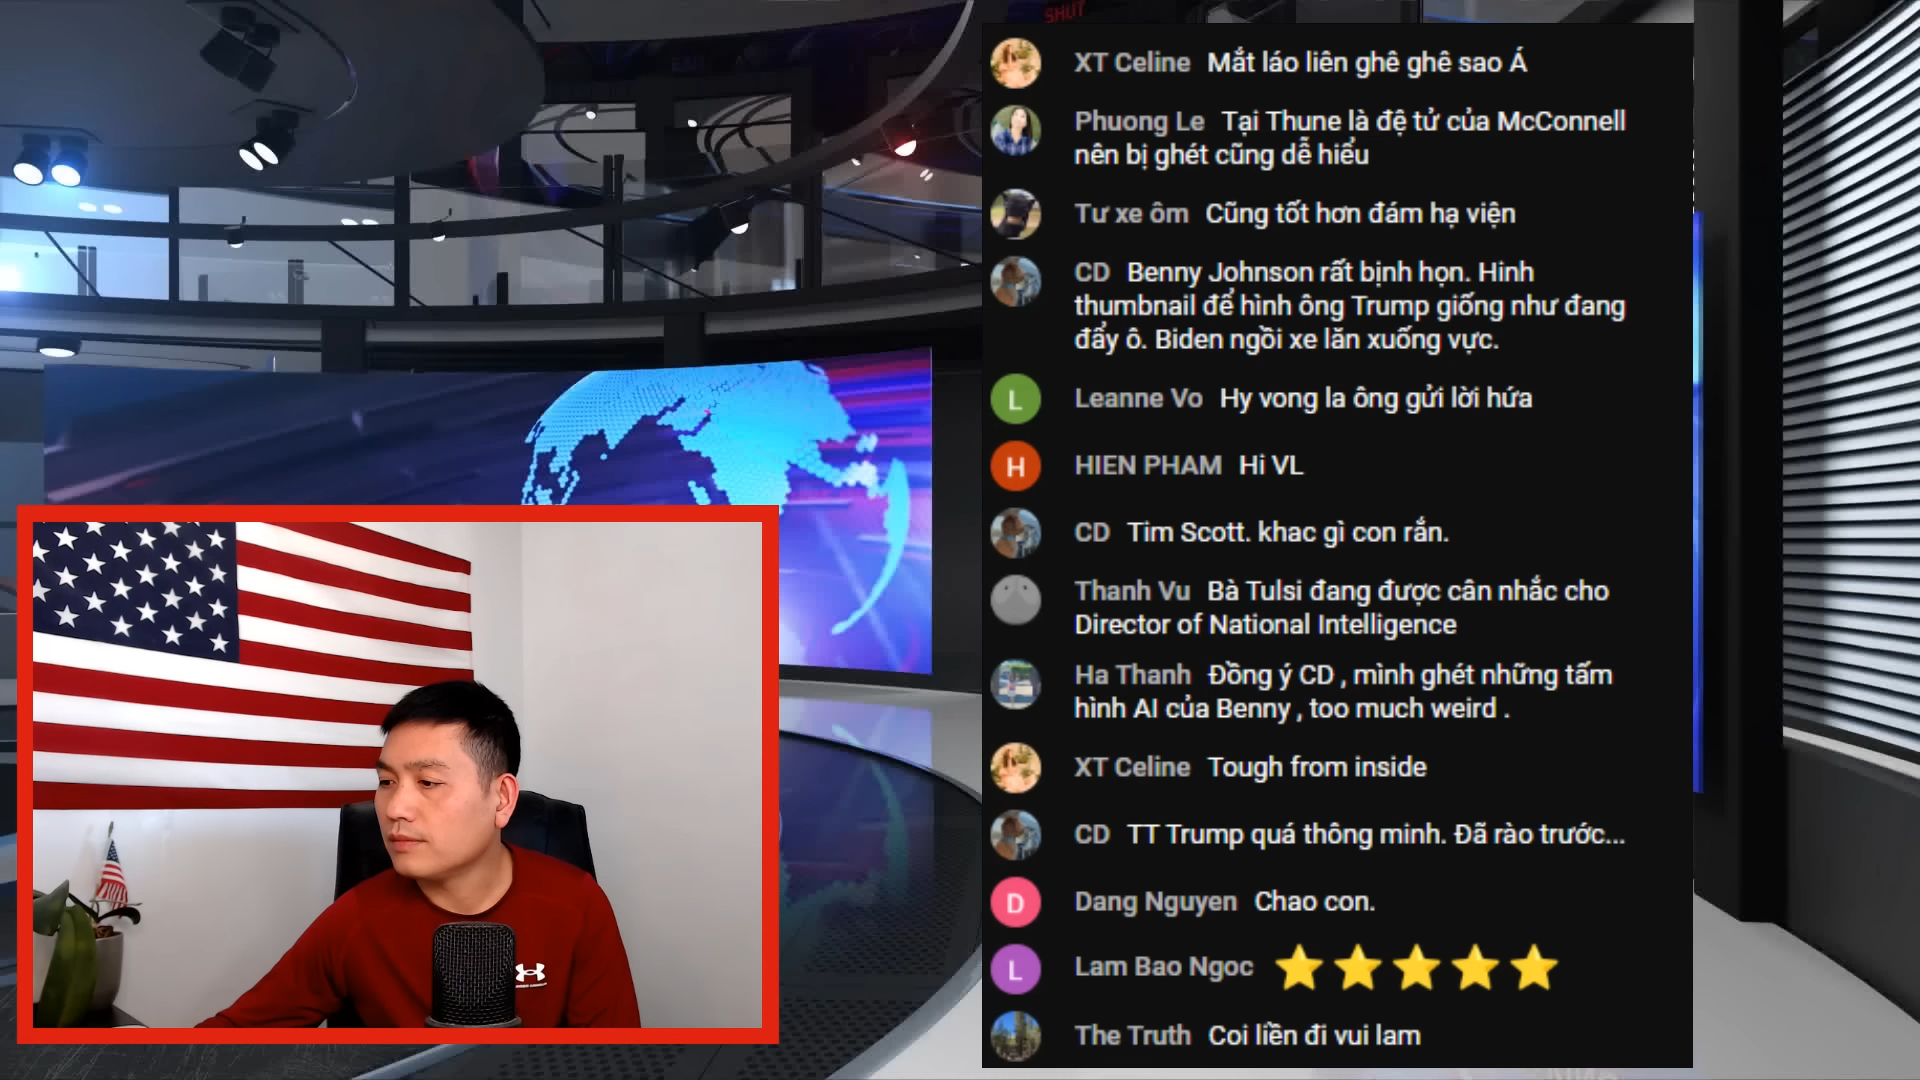 SHUT
XT Celine Mắt láo liên ghê ghê sao Á
Phuong Le Tại Thune là đệ tử của McConnell
nên bị ghét cũng dễ hiểu
Tư xe ôm Cũng tốt hơn đám hạ viện
CD Benny Johnson rất bịnh họn. Hinh
thumbnail để hình ông Trump giống như đang
đẩy ô. Biden ngồi xe lăn xuống vực.
L Leanne Vo Hy vong la ông gửi lời hứa
H HIEN PHAM Hi VL
CD Tim Scott. khac gì con rắn.
Thanh Vu Bà Tulsi đang được cân nhắc cho
Director of National Intelligence
Ha Thanh Đồng ý CD , mình ghét những tấm
hình AI của Benny , too much weird .
XT Celine Tough from inside
CD TT Trump quá thông minh. Đã rào trước...
D Dang Nguyen Chao con.
L Lam Bao Ngoc ⭐⭐⭐⭐⭐
The Truth Coi liền đi vui lam